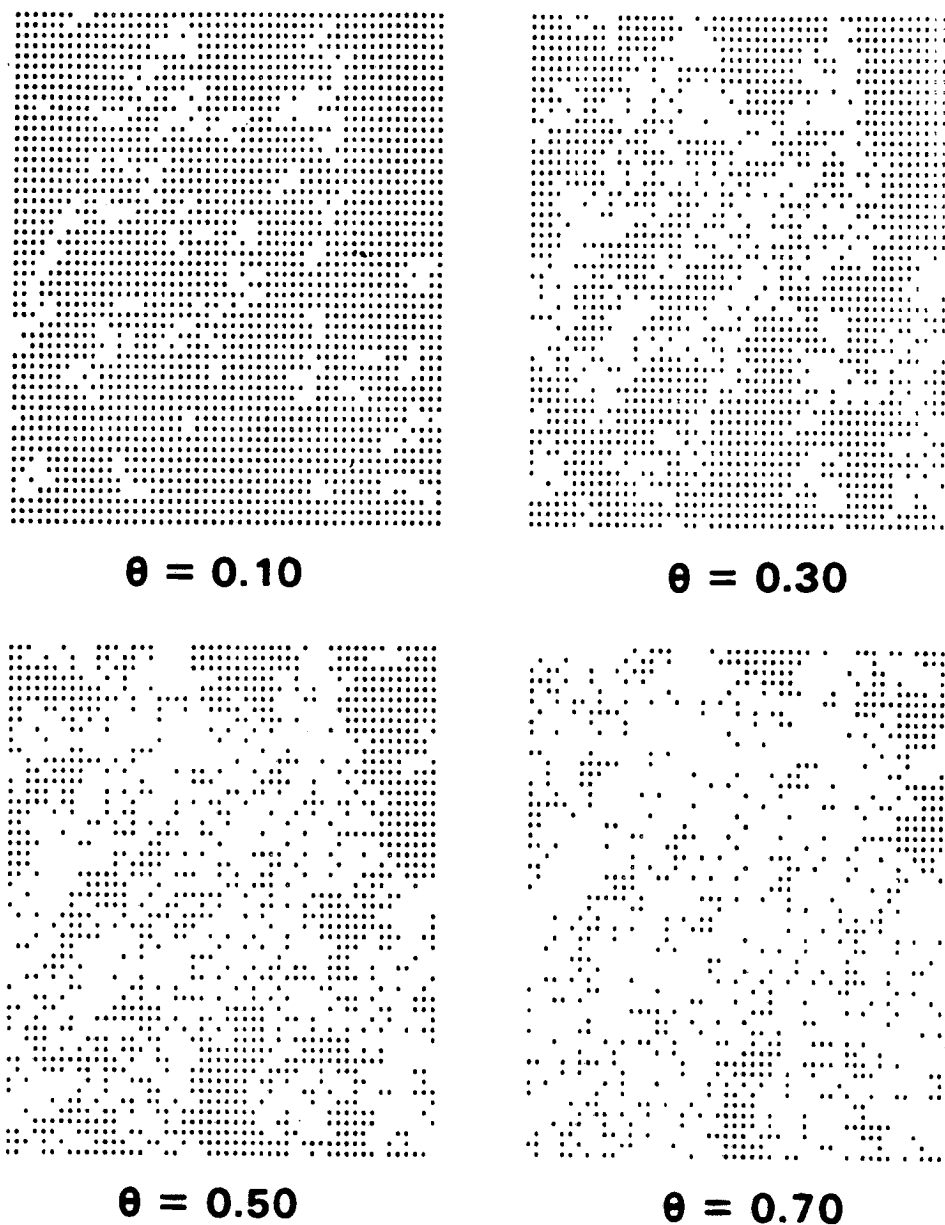 θ = 0.10
θ = 0.30
θ = 0.50
θ = 0.70